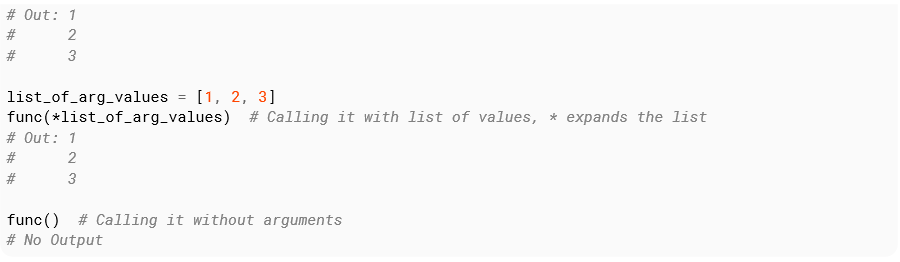 # Out: 1
#      2
#      3

list_of_arg_values = [1, 2, 3]
func(*list_of_arg_values)  # Calling it with list of values, * expands the list
# Out: 1
#      2
#      3

func()  # Calling it without arguments
# No Output